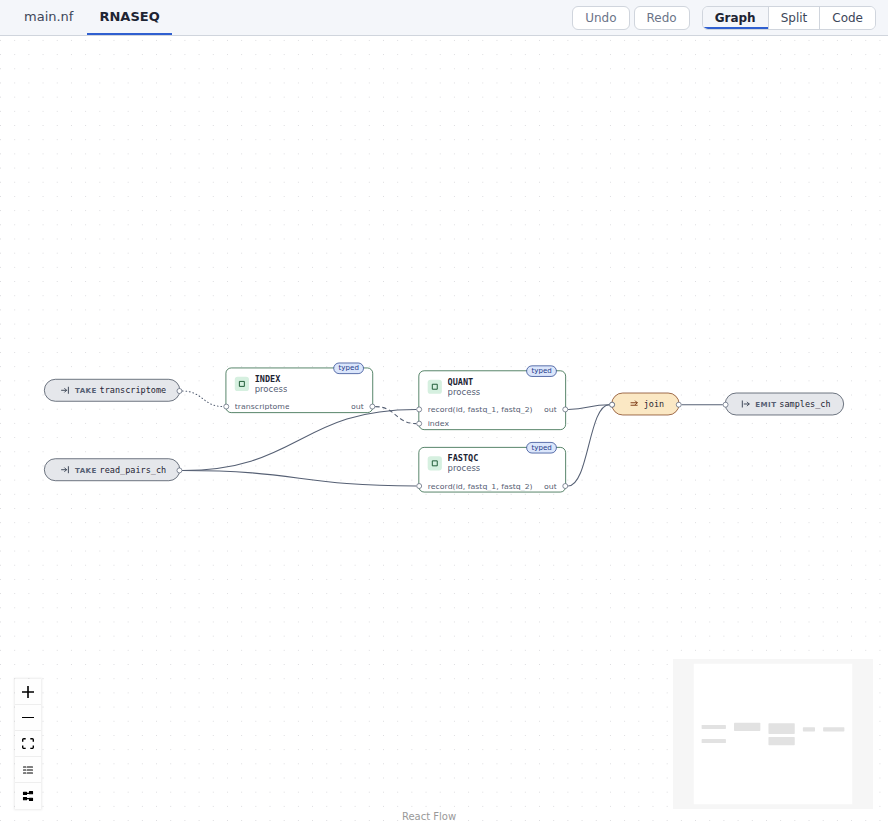 main.nf
RNASEQ
Undo
Redo
Graph
Split
Code
TAKE transcriptome
TAKE read_pairs_ch
typed
INDEX
process
transcriptome
out
typed
QUANT
process
record(id, fastq_1, fastq_2)
out
index
typed
FASTQC
process
record(id, fastq_1, fastq_2)
out
join
EMIT samples_ch
React Flow